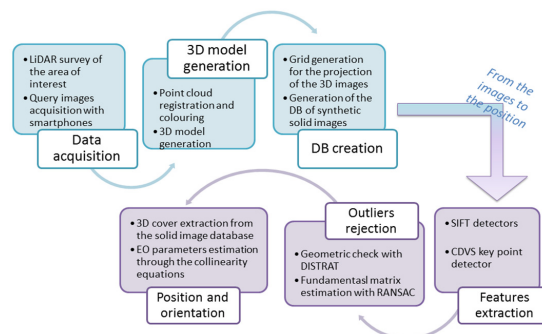 • LiDAR survey of
the area of
interest
• Query images
acquisition with
smartphones
Data
acquisition
3D model
generation
• Point cloud
registration and
colouring
• 3D model
generation
• Grid generation
for the projection
of the 3D images
• Generation of the
DB of synthetic
solid images
DB creation
From the
images to
the position
• SIFT detectors
• CDVS key point
detector
Features
extraction
Outliers
rejection
• Geometric check with
DISTRAT
• Fundamentasl matrix
estimation with RANSAC
• 3D cover extraction from
the solid image database
• EO parameters estimation
through the collinearity
equations
Position and
orientation